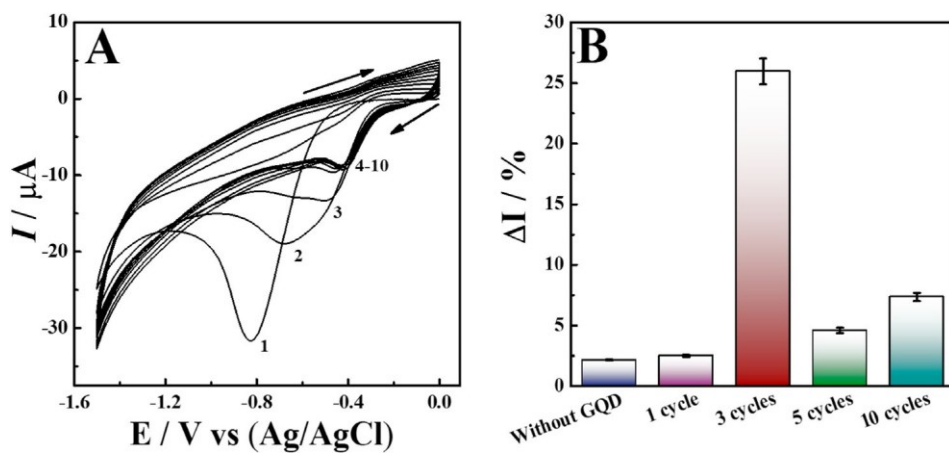 A
10
0
-10
-20
-30
I / µA
-1.6
-1.2
-0.8
-0.4
0.0
E / V vs (Ag/AgCl)
1
2
3
4-10
B
30
25
20
15
10
5
0
ΔI / %
Without GQD
1 cycle
3 cycles
5 cycles
10 cycles